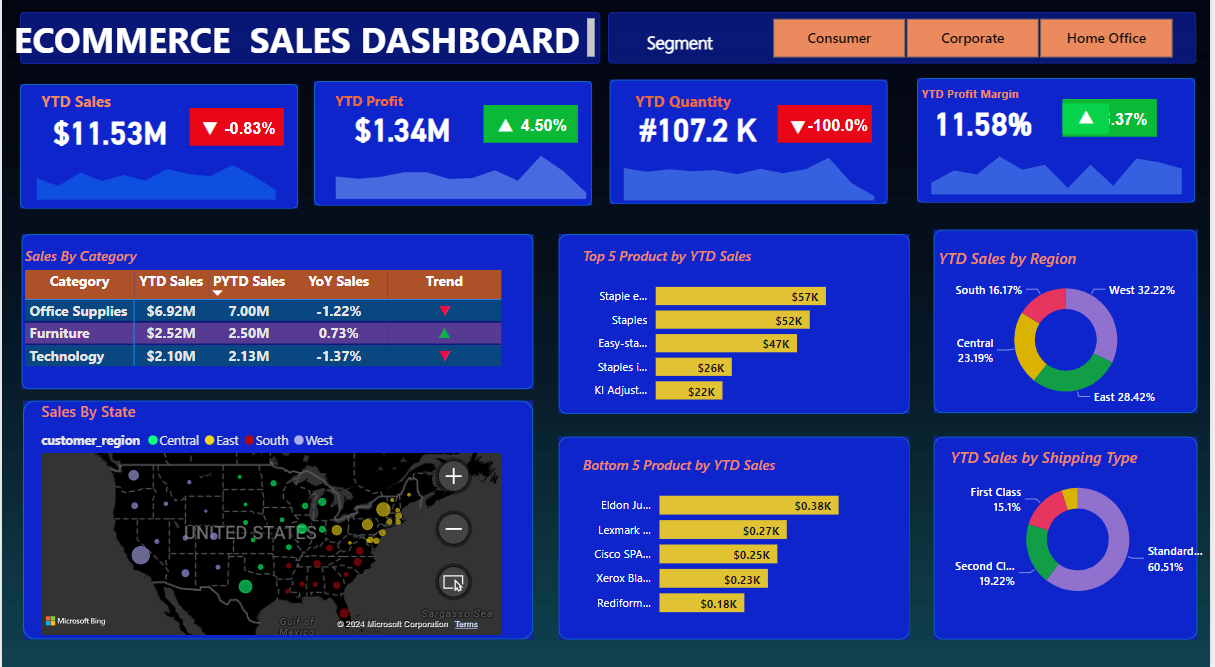 ECOMMERCE SALES DASHBOARD
Segment
Consumer
Corporate
Home Office
YTD Sales
$11.53M
▼ -0.83%
YTD Profit
$1.34M
▲ 4.50%
YTD Quantity
#107.2 K
▼-100.0%
YTD Profit Margin
11.58%
▲ .37%
Sales By Category
Category YTD Sales PYTD Sales YoY Sales Trend
Office Supplies $6.92M 7.00M -1.22% ▼
Furniture $2.52M 2.50M 0.73% ▲
Technology $2.10M 2.13M -1.37% ▼
Top 5 Product by YTD Sales
Staple e... $57K
Staples $52K
Easy-sta... $47K
Staples i... $26K
KI Adjust... $22K
YTD Sales by Region
South 16.17%
West 32.22%
Central
23.19%
East 28.42%
Sales By State
customer_region Central East South West
UNITED STATES
Gulf of
Mexico
Sargasso Sea
Microsoft Bing
© 2024 Microsoft Corporation Terms
Bottom 5 Product by YTD Sales
Eldon Ju... $0.38K
Lexmark ... $0.27K
Cisco SPA... $0.25K
Xerox Bla... $0.23K
Rediform... $0.18K
YTD Sales by Shipping Type
First Class
15.1%
Second Cl...
19.22%
Standard...
60.51%